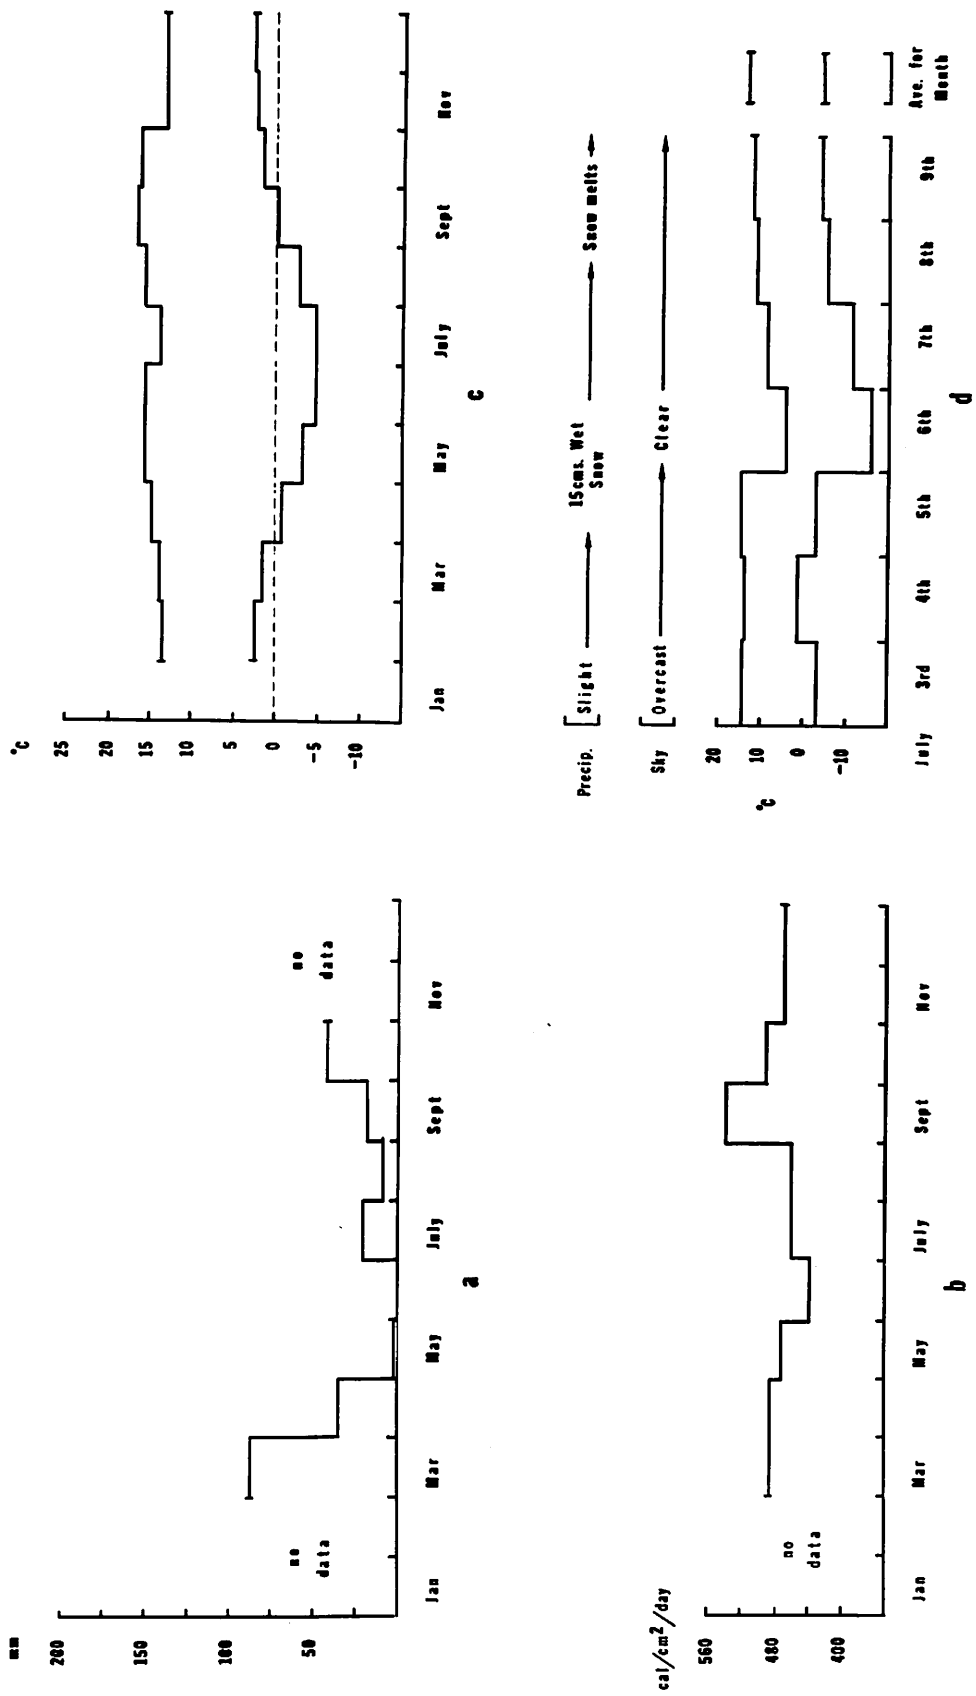 mm
200
150
100
50
no
data
no
data
Jan
Mar
May
July
Sept
Nov
a
cal/cm²/day
560
480
400
no
data
Jan
Mar
May
July
Sept
Nov
b
°C
25
20
15
10
5
0
-5
-10
Jan
Mar
May
July
Sept
Nov
c
Precip. [Slight 15cms. Wet Snow melts
Snow
Sky [Overcast Clear
°C
20
10
0
-10
July 3rd 4th 5th 6th 7th 8th 9th Ave. for
Month
d